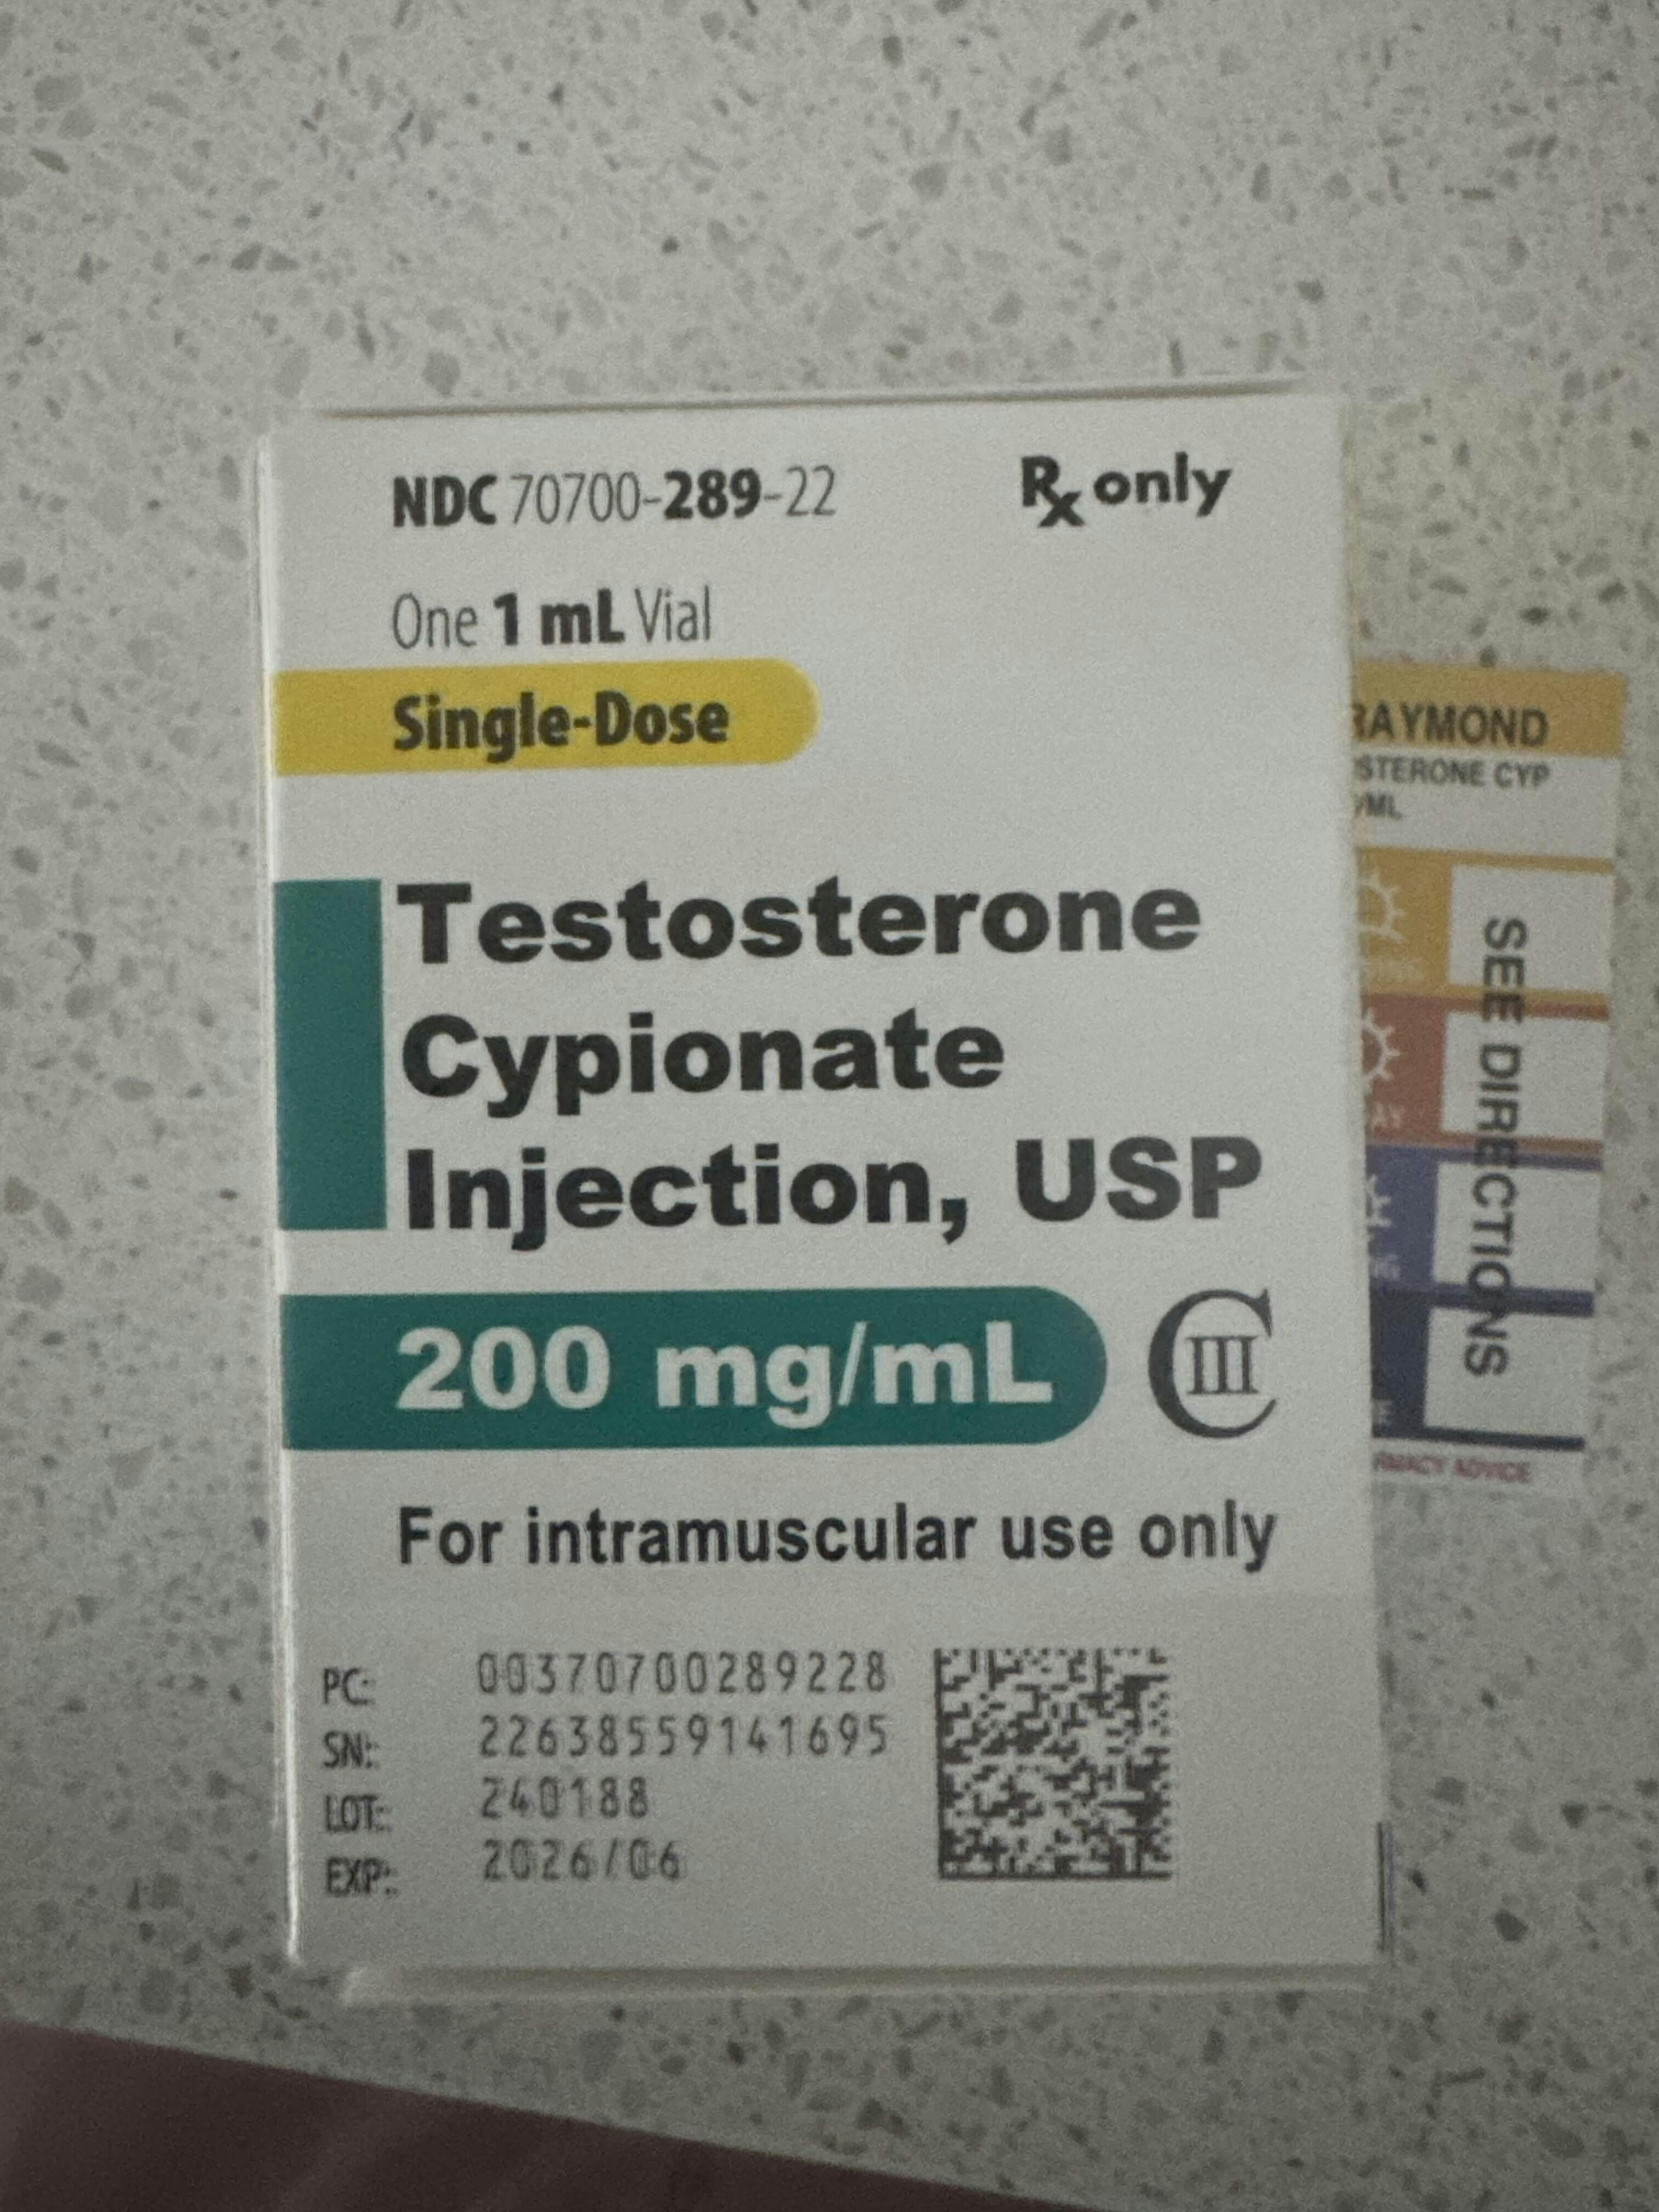 NDC 70700-289-22
Rx only
One 1 mL Vial
Single-Dose
Testosterone
Cypionate
Injection, USP
200 mg/mL
CIII
For intramuscular use only
PC: 00370700289228
SN: 22638559141695
LOT: 240188
EXP: 2026/06
RAYMOND
STERONE CYP
/ML
SEE DIRECTIONS
ADVICE